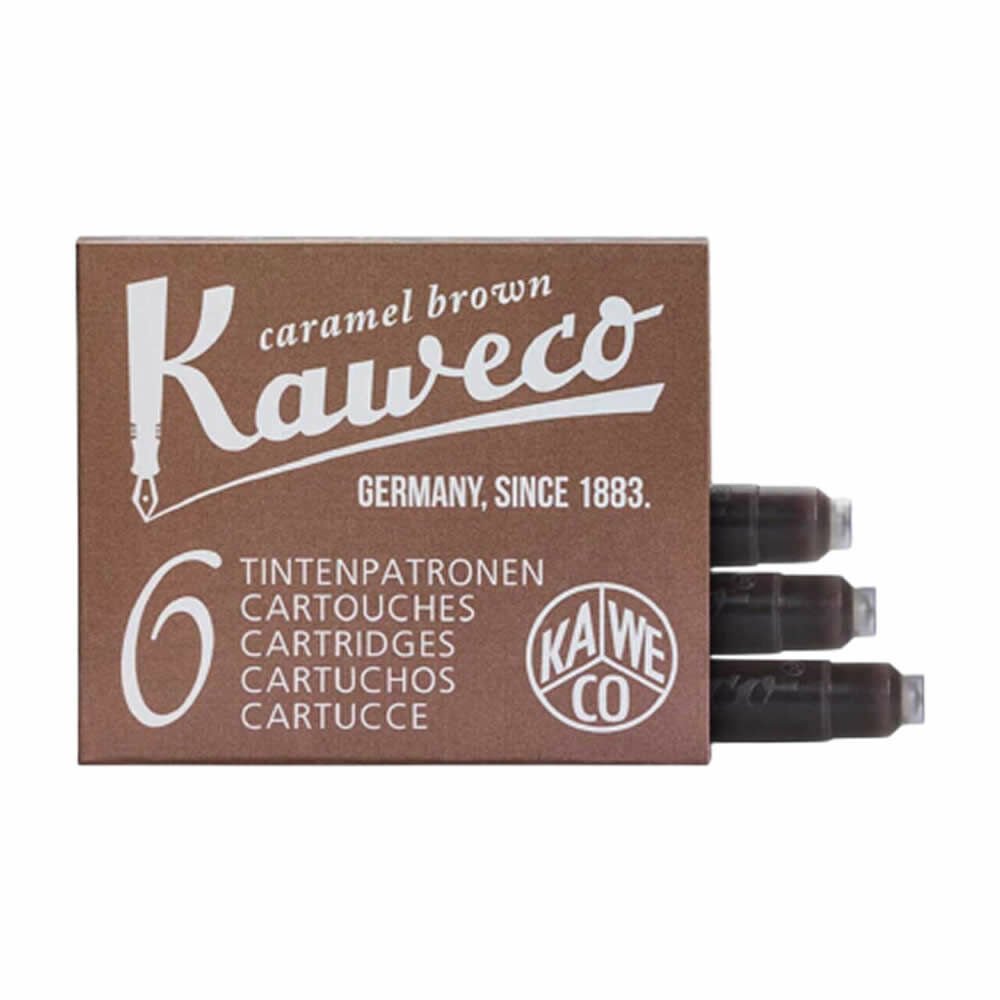 caramel brown
Kaweco
GERMANY, SINCE 1883.
6
TINTENPATRONEN
CARTOUCHES
CARTRIDGES
CARTUCHOS
CARTUCCE
KA WE
CO